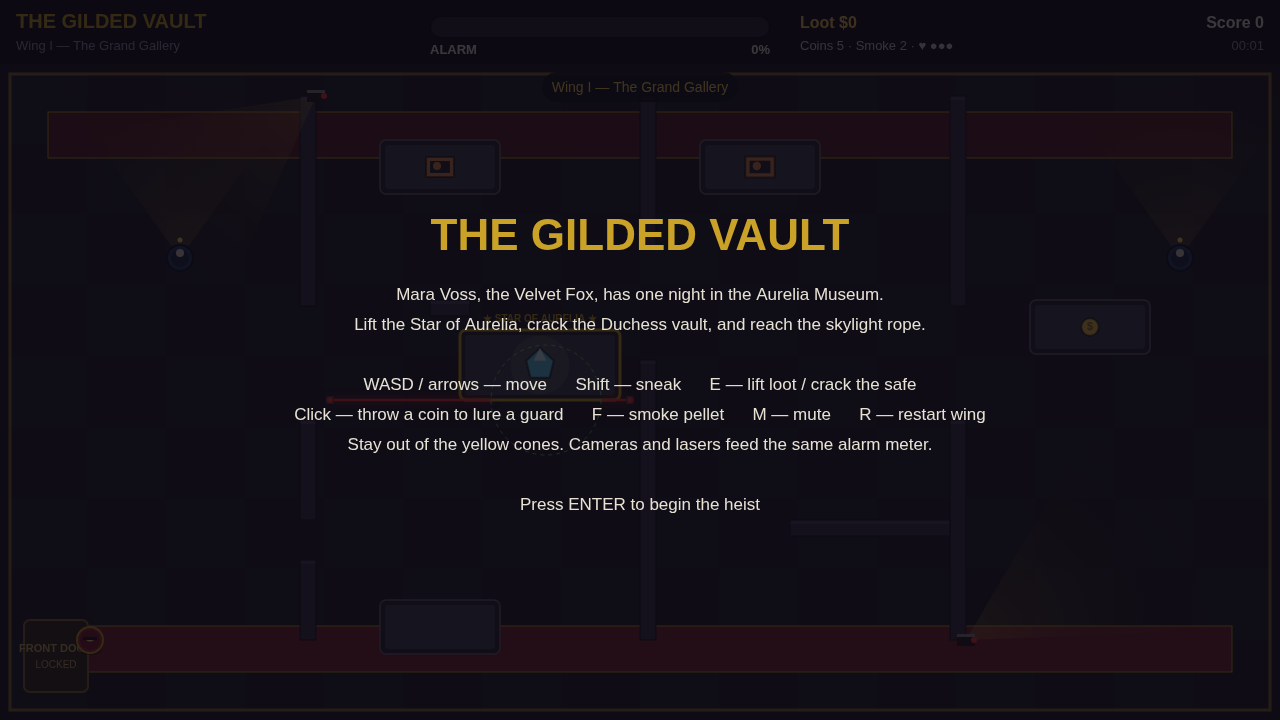 THE GILDED VAULT
Wing I — The Grand Gallery
ALARM 0%
Loot $0
Coins 5 · Smoke 2 · ♥ ●●●
Score 0
00:01
Wing I — The Grand Gallery
THE GILDED VAULT
Mara Voss, the Velvet Fox, has one night in the Aurelia Museum.
★ STAR OF AURELIA ★
Lift the Star of Aurelia, crack the Duchess vault, and reach the skylight rope.
$
WASD / arrows — move Shift — sneak E — lift loot / crack the safe
Click — throw a coin to lure a guard F — smoke pellet M — mute R — restart wing
Stay out of the yellow cones. Cameras and lasers feed the same alarm meter.
Press ENTER to begin the heist
FRONT
LOCKED